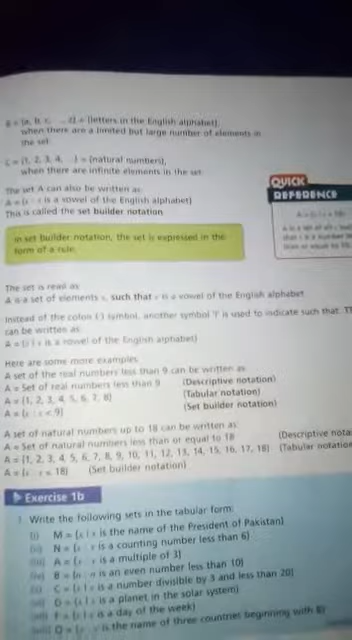 B = {a, b, c, ... z} = {letters in the English alphabet},
when there are a limited but large number of elements in
the set.
C = {1, 2, 3, 4, ...} = {natural numbers},
when there are infinite elements in the set.
The set A can also be written as
A = {x : x is a vowel of the English alphabet}
This is called the set builder notation
QUICK
REFERENCE
In set builder notation, the set is expressed in the
form of a rule.
The set is read as
A is a set of elements x, such that x is a vowel of the English alphabet
Instead of the colon (:) symbol, another symbol 'l' is used to indicate such that.
can be written as
A = {x | x is a vowel of the English alphabet}
Here are some more examples
A set of the real numbers less than 9 can be written as
A = Set of real numbers less than 9 (Descriptive notation)
A = {1, 2, 3, 4, 5, 6, 7, 8} (Tabular notation)
A = {x : x < 9} (Set builder notation)
A set of natural numbers up to 18 can be written as
A = Set of natural numbers less than or equal to 18 (Descriptive nota
A = {1, 2, 3, 4, 5, 6, 7, 8, 9, 10, 11, 12, 13, 14, 15, 16, 17, 18} (Tabular notation
A = {x : x ≤ 18} (Set builder notation)
Exercise 1b
1 Write the following sets in the tabular form:
(i) M = {x | x is the name of the President of Pakistan}
(ii) N = {x : x is a counting number less than 6}
(iii) A = {x : x is a multiple of 3}
(iv) B = {n : n is an even number less than 10}
(v) C = {x | x is a number divisible by 3 and less than 20}
(vi) D = {x | x is a planet in the solar system}
(vii) E = {x | x is a day of the week}
(viii) O = {x : x is the name of three countries beginning with B}